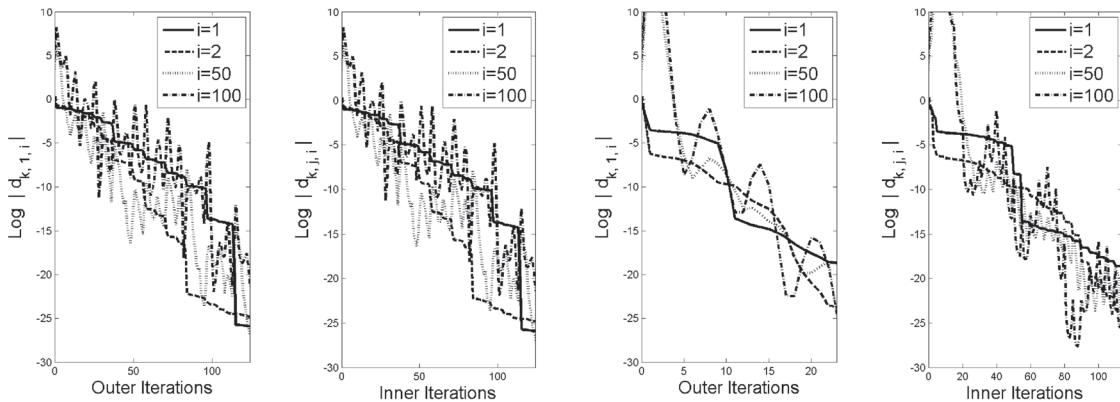 Log | d k, 1, i |
10
5
0
-5
-10
-15
-20
-25
-30
0
50
100
Outer Iterations
i=1
i=2
i=50
i=100
Log | d k, j, i |
10
5
0
-5
-10
-15
-20
-25
-30
0
50
100
Inner Iterations
i=1
i=2
i=50
i=100
Log | d k, 1, i |
10
5
0
-5
-10
-15
-20
-25
-30
0
5
10
15
20
Outer Iterations
i=1
i=2
i=50
i=100
Log | d k, j, i |
10
5
0
-5
-10
-15
-20
-25
-30
0
20
40
60
80
100
Inner Iterations
i=1
i=2
i=50
i=100